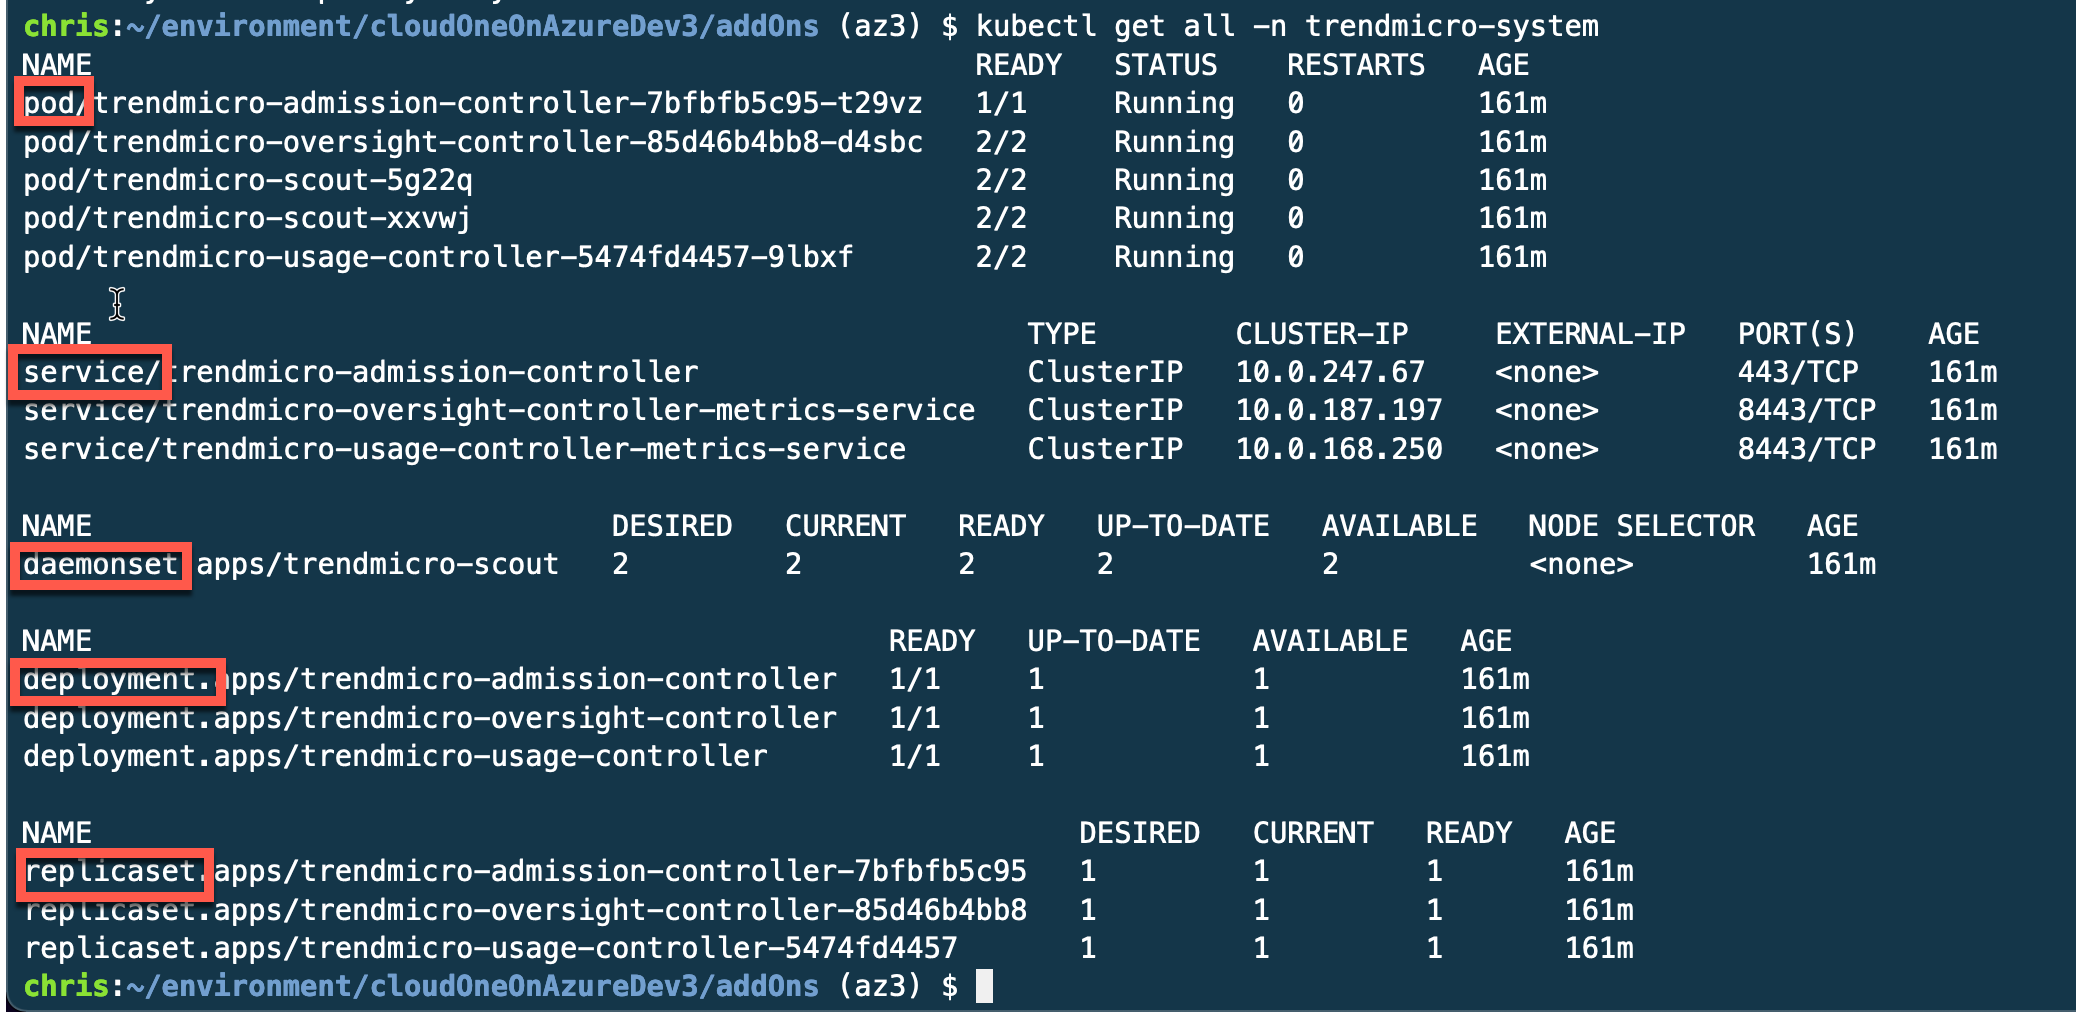 chris:~/environment/cloudOneOnAzureDev3/addOns (az3) $ kubectl get all -n trendmicro-system
NAME READY STATUS RESTARTS AGE
pod/trendmicro-admission-controller-7bfbfb5c95-t29vz 1/1 Running 0 161m
pod/trendmicro-oversight-controller-85d46b4bb8-d4sbc 2/2 Running 0 161m
pod/trendmicro-scout-5g22q 2/2 Running 0 161m
pod/trendmicro-scout-xxvwj 2/2 Running 0 161m
pod/trendmicro-usage-controller-5474fd4457-9lbxf 2/2 Running 0 161m
NAME TYPE CLUSTER-IP EXTERNAL-IP PORT(S) AGE
service/trendmicro-admission-controller ClusterIP 10.0.247.67 <none> 443/TCP 161m
service/trendmicro-oversight-controller-metrics-service ClusterIP 10.0.187.197 <none> 8443/TCP 161m
service/trendmicro-usage-controller-metrics-service ClusterIP 10.0.168.250 <none> 8443/TCP 161m
NAME DESIRED CURRENT READY UP-TO-DATE AVAILABLE NODE SELECTOR AGE
daemonset.apps/trendmicro-scout 2 2 2 2 2 <none> 161m
NAME READY UP-TO-DATE AVAILABLE AGE
deployment.apps/trendmicro-admission-controller 1/1 1 1 161m
deployment.apps/trendmicro-oversight-controller 1/1 1 1 161m
deployment.apps/trendmicro-usage-controller 1/1 1 1 161m
NAME DESIRED CURRENT READY AGE
replicaset.apps/trendmicro-admission-controller-7bfbfb5c95 1 1 1 161m
replicaset.apps/trendmicro-oversight-controller-85d46b4bb8 1 1 1 161m
replicaset.apps/trendmicro-usage-controller-5474fd4457 1 1 1 161m
chris:~/environment/cloudOneOnAzureDev3/addOns (az3) $